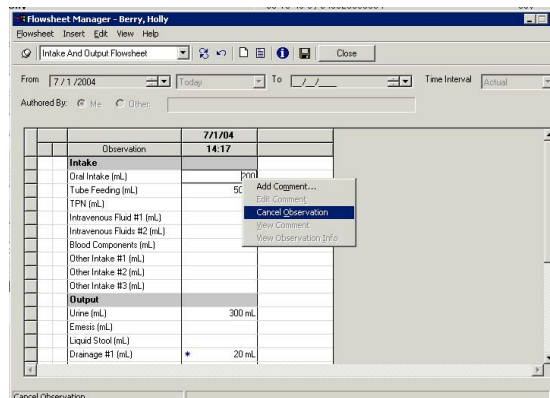 Flowsheet Manager - Berry, Holly
Flowsheet Insert Edit View Help
Intake And Output Flowsheet Close
From 7/1/2004 Today To _/_/_ Time Interval Actual
Authored By: Me Other:
7/1/04
Observation 14:17
Intake
Oral Intake (mL) 200
Tube Feeding (mL)
TPN (mL)
Intravenous Fluid #1 (mL)
Intravenous Fluids #2 (mL)
Blood Components (mL)
Other Intake #1 (mL)
Other Intake #2 (mL)
Other Intake #3 (mL)
Output
Urine (mL) 300 mL
Emesis (mL)
Liquid Stool (mL)
Drainage #1 (mL) * 20 mL
Add Comment...
Edit Comment
Cancel Observation
View Comment
View Observation Info
Cancel Observation